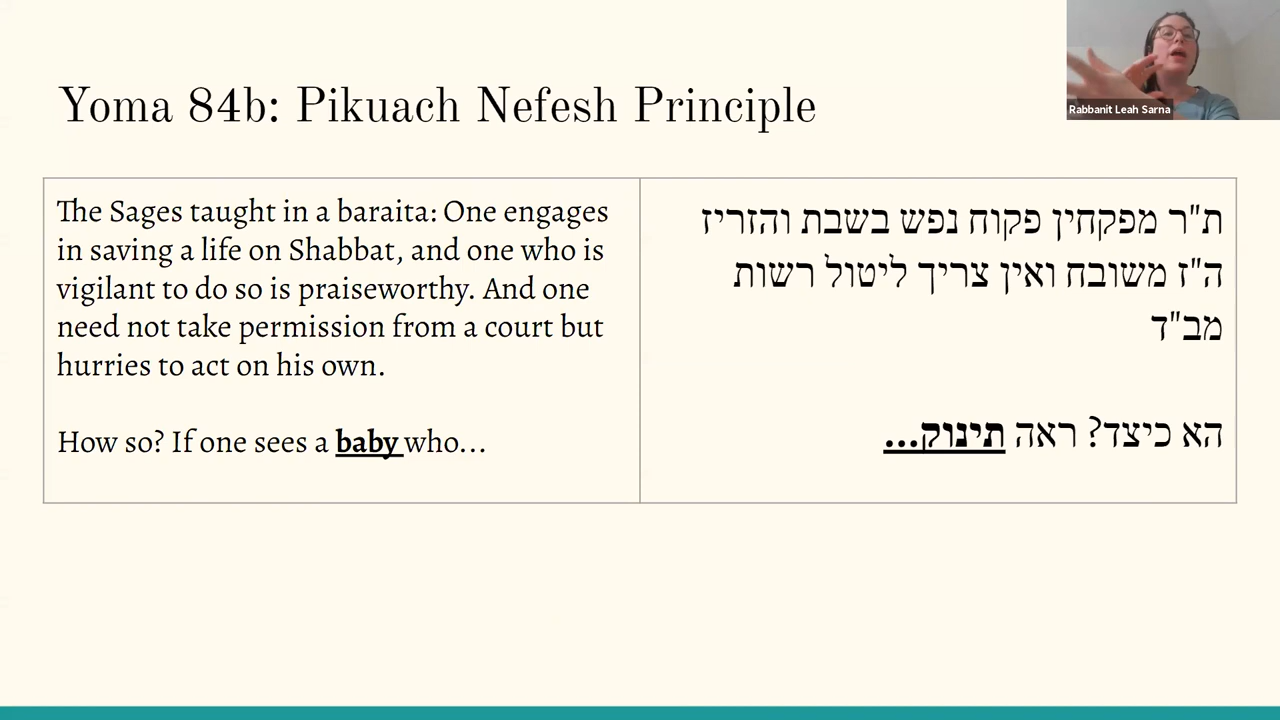 Rabbanit Leah Sarna
Yoma 84b: Pikuach Nefesh Principle
The Sages taught in a baraita: One engages
in saving a life on Shabbat, and one who is
vigilant to do so is praiseworthy. And one
need not take permission from a court but
hurries to act on his own.
How so? If one sees a baby who...
ת"ר מפקחין פקוח נפש בשבת והזריז
ה"ז משובח ואין צריך ליטול רשות
מב"ד
הא כיצד? ראה תינוק...